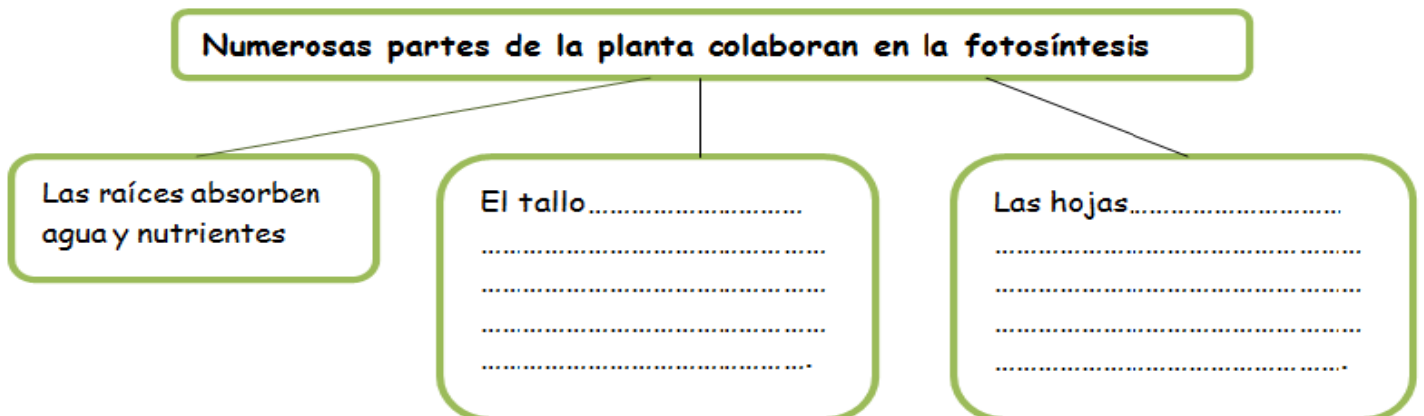 Numerosas partes de la planta colaboran en la fotosíntesis
Las raíces absorben
agua y nutrientes
El tallo…………………………
…………………………………………
…………………………………………
…………………………………………
……………………………………….
Las hojas…………………………
……………………………………………
……………………………………………
……………………………………………
………………………………………….